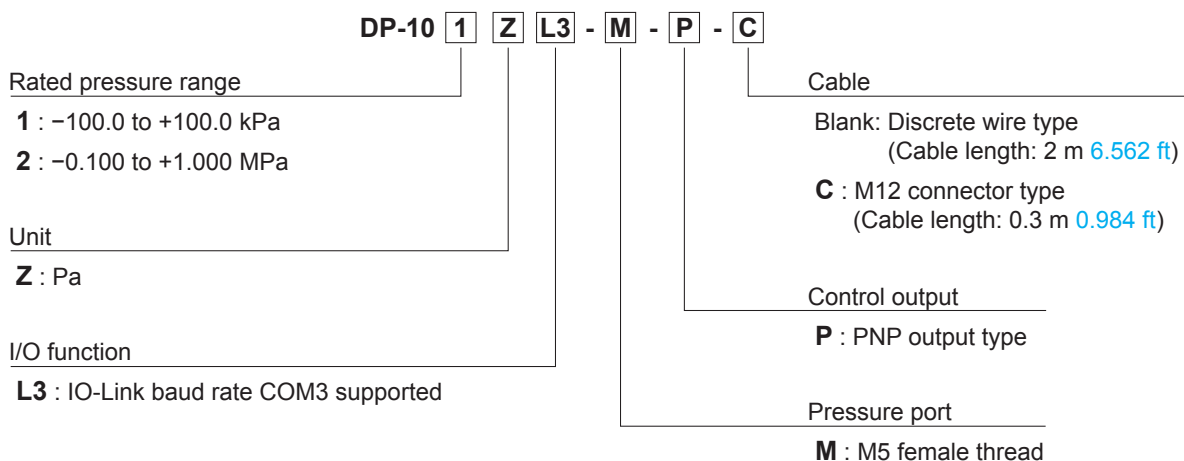 DP-10 1 Z L3 - M - P - C
Rated pressure range
1 : −100.0 to +100.0 kPa
2 : −0.100 to +1.000 MPa
Unit
Z : Pa
I/O function
L3 : IO-Link baud rate COM3 supported
Cable
Blank: Discrete wire type
(Cable length: 2 m 6.562 ft)
C : M12 connector type
(Cable length: 0.3 m 0.984 ft)
Control output
P : PNP output type
Pressure port
M : M5 female thread